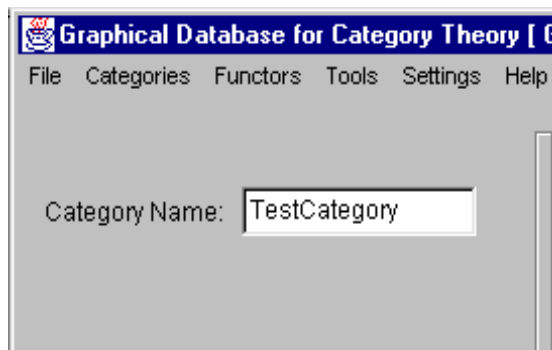 Graphical Database for Category Theory [ G
File Categories Functors Tools Settings Help
Category Name: TestCategory